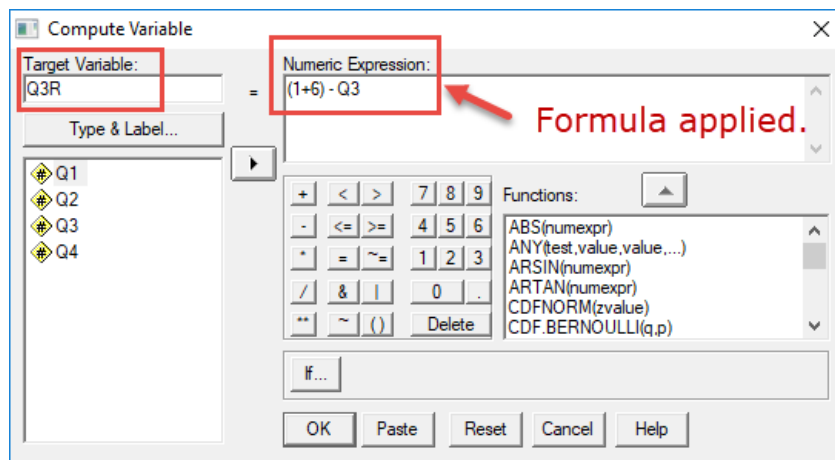 Compute Variable
Target Variable:
Q3R
=
Numeric Expression:
(1+6) - Q3
Formula applied.
Type & Label...
Q1
Q2
Q3
Q4
+ < > 7 8 9
- <= >= 4 5 6
* = ~= 1 2 3
/ & | 0 .
** ~ () Delete
Functions:
ABS(numexpr)
ANY(test,value,value,...)
ARSIN(numexpr)
ARTAN(numexpr)
CDFNORM(zvalue)
CDF.BERNOULLI(q,p)
If...
OK Paste Reset Cancel Help